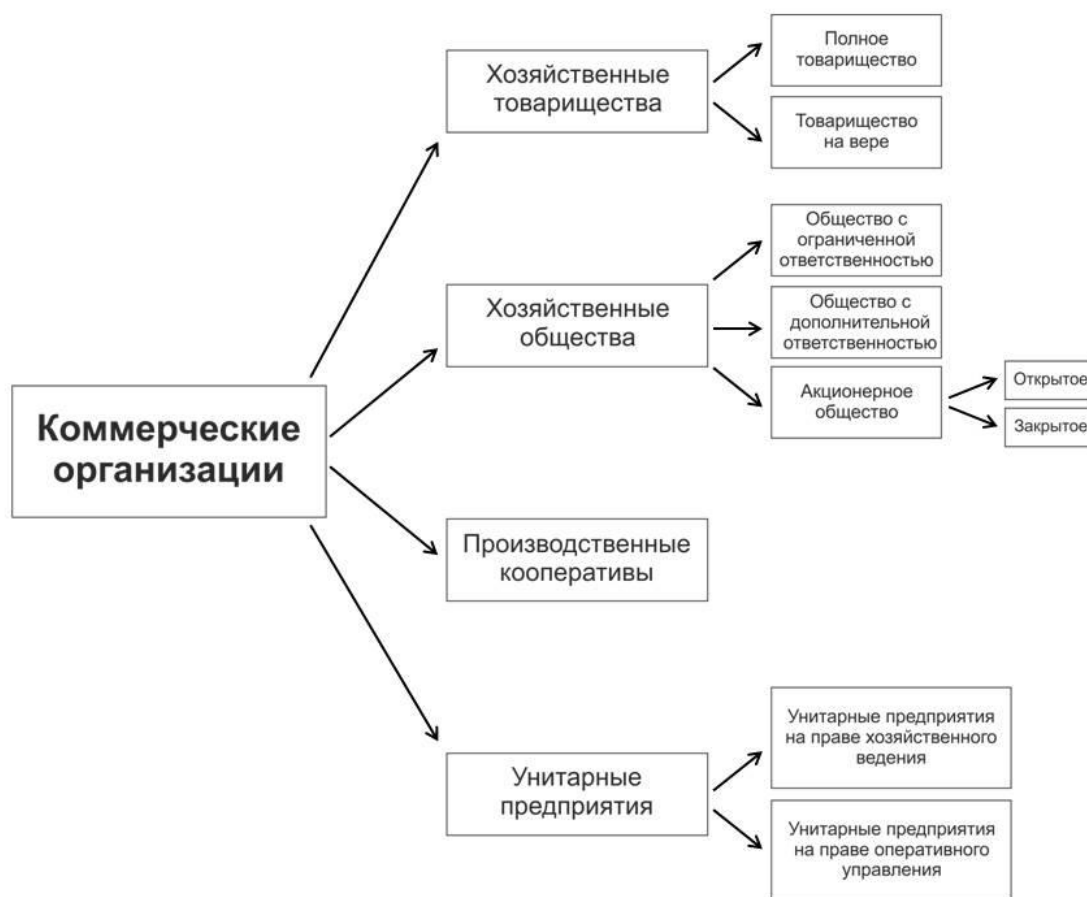 Коммерческие
организации
Хозяйственные
товарищества
Полное
товарищество
Товарищество
на вере
Хозяйственные
общества
Общество с
ограниченной
ответственностью
Общество с
дополнительной
ответственностью
Акционерное
общество
Открытое
Закрытое
Производственные
кооперативы
Унитарные
предприятия
Унитарные предприятия
на праве хозяйственного
ведения
Унитарные предприятия
на праве оперативного
управления